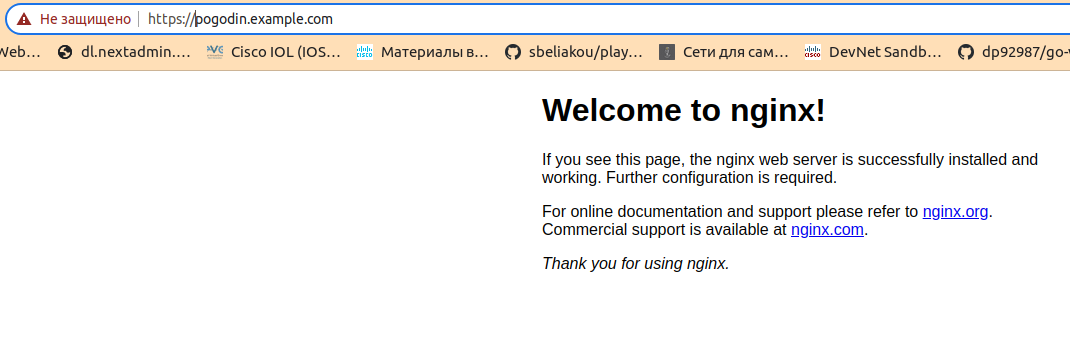 Не защищено https://pogodin.example.com
Web… dl.nextadmin.… Cisco IOL (IOS… Материалы в… sbeliakou/play… Сети для сам… DevNet Sandb… dp92987/go-
Welcome to nginx!
If you see this page, the nginx web server is successfully installed and
working. Further configuration is required.
For online documentation and support please refer to nginx.org.
Commercial support is available at nginx.com.
Thank you for using nginx.